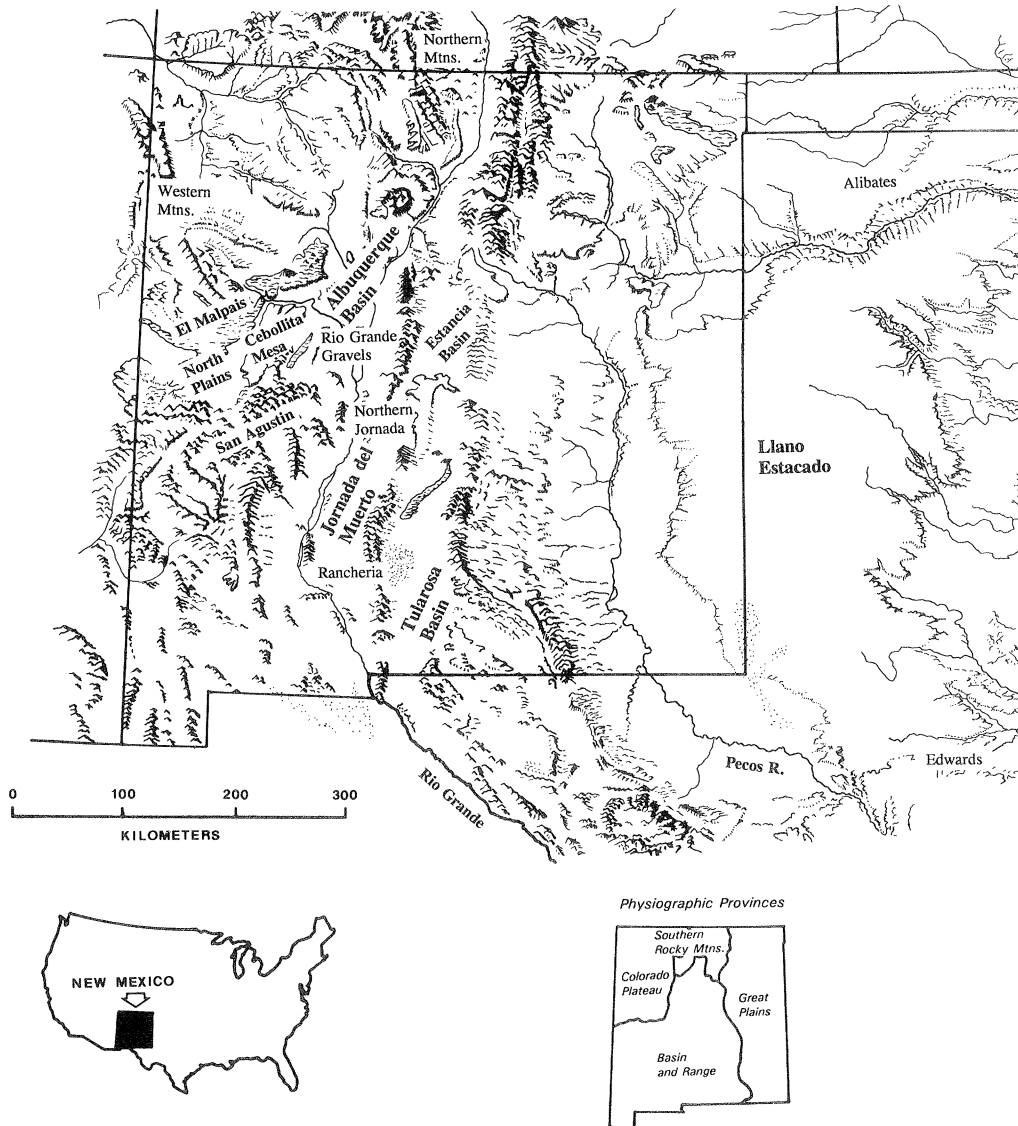 Northern
Mtns.
Western
Mtns.
Alibates
El Malpais
Cebollita
Mesa
Albuquerque
Basin
North
Plains
Rio Grande
Gravels
Estancia
Basin
San Agustin
Northern
Jornada
Jornada del
Muerto
Llano
Estacado
Rancheria
Tularosa
Basin
Rio Grande
Pecos R.
Edwards
0 100 200 300
KILOMETERS
NEW MEXICO
Physiographic Provinces
Southern
Rocky Mtns.
Colorado
Plateau
Great
Plains
Basin
and Range